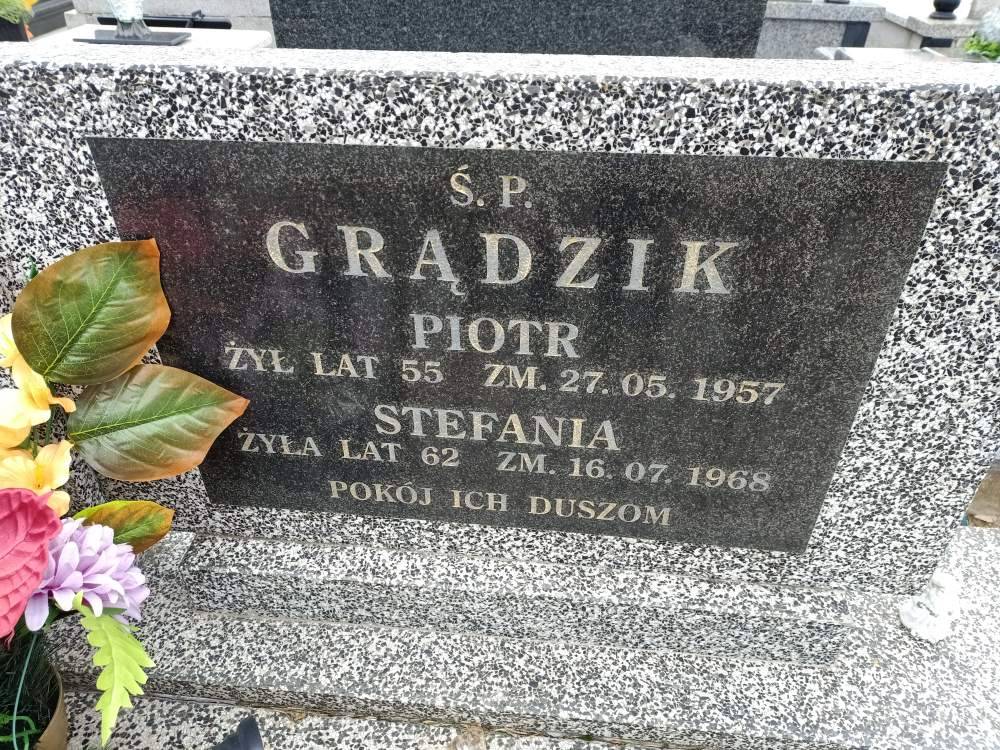 Ś. P.
GRĄDZIK
PIOTR
ŻYŁ LAT 55 ZM. 27. 05. 1957
STEFANIA
ŻYŁA LAT 62 ZM. 16. 07. 1968
POKÓJ ICH DUSZOM